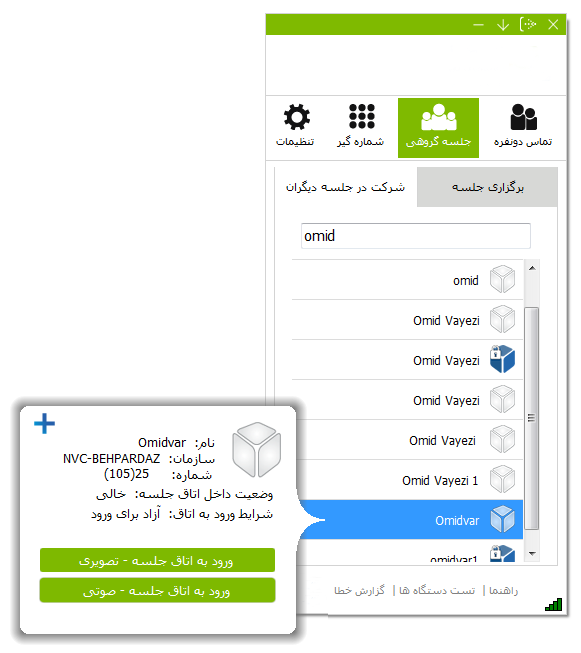 تماس دونفره
جلسه گروهی
شماره گیر
تنظیمات
برگزاری جلسه
شرکت در جلسه دیگران
omid
omid
Omid Vayezi
Omid Vayezi
Omid Vayezi
Omid Vayezi
Omid Vayezi 1
Omidvar
omidvar1
راهنما | تست دستگاه ها | گزارش خطا
نام: Omidvar
سازمان: NVC-BEHPARDAZ
شماره: 25(105)
وضعیت داخل اتاق جلسه: خالی
شرایط ورود به اتاق: آزاد برای ورود
ورود به اتاق جلسه - تصویری
ورود به اتاق جلسه - صوتی